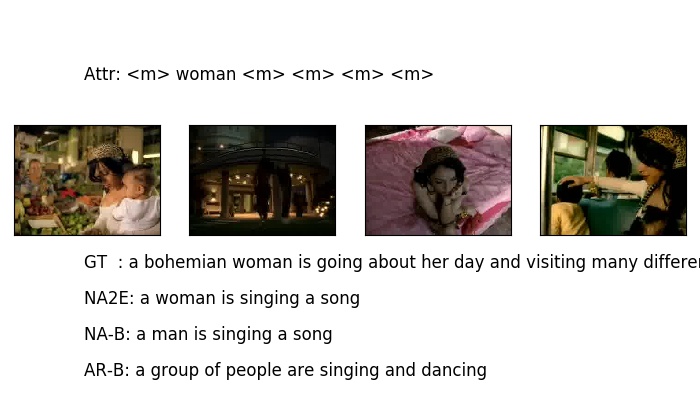 Attr: <m> woman <m> <m> <m> <m>
GT  : a bohemian woman is going about her day and visiting many differe
NA2E: a woman is singing a song
NA-B: a man is singing a song
AR-B: a group of people are singing and dancing